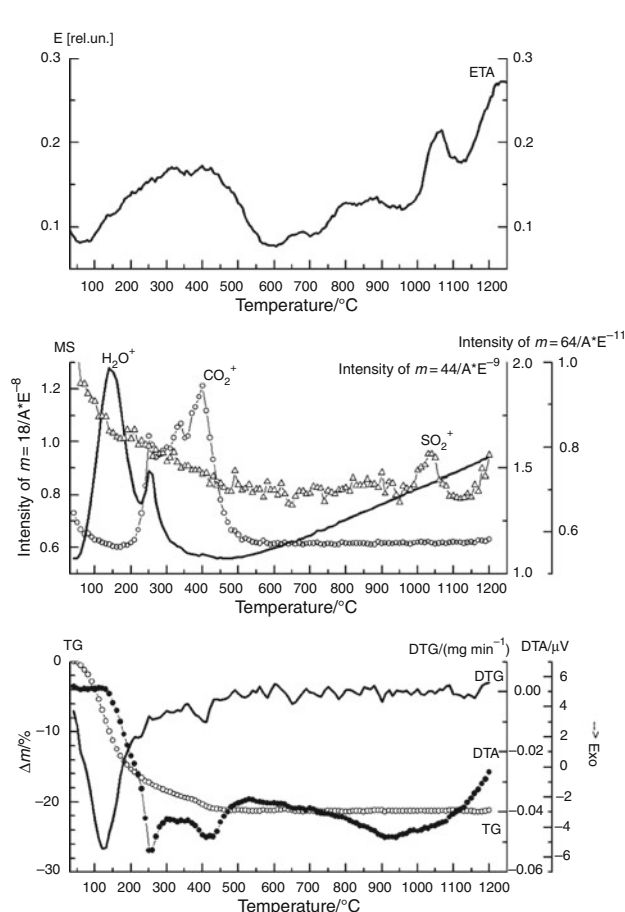 E [rel.un.]
0.3 0.3
ETA
0.2 0.2
0.1 0.1
100 200 300 400 500 600 700 800 900 1000 1100 1200
Temperature/°C
Intensity of m = 64/A*E−11
MS H2O+ Intensity of m = 44/A*E−9 2.0 1.0
CO2+
1.2
SO2+
1.0 0.8
1.5
0.8
0.6
0.6
1.0
Intensity of m = 18/A*E−8
100 200 300 400 500 600 700 800 900 1000 1100 1200
Temperature/°C
TG DTG/(mg min−1) DTA/μV
0 6
DTG 0.00
4
2
−10
DTA −0.02 0
−2
−20 −0.04
TG −4
−6
−30 −0.06
Δm/%
--> Exo
100 200 300 400 500 600 700 800 900 1000 1100 1200
Temperature/°C